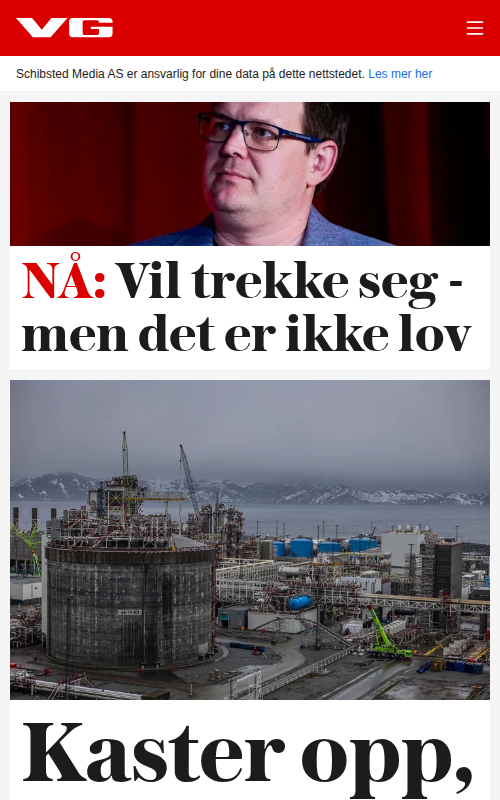 VG
Schibsted Media AS er ansvarlig for dine data på dette nettstedet. Les mer her
NÅ: Vil trekke seg -
men det er ikke lov
Kaster opp,